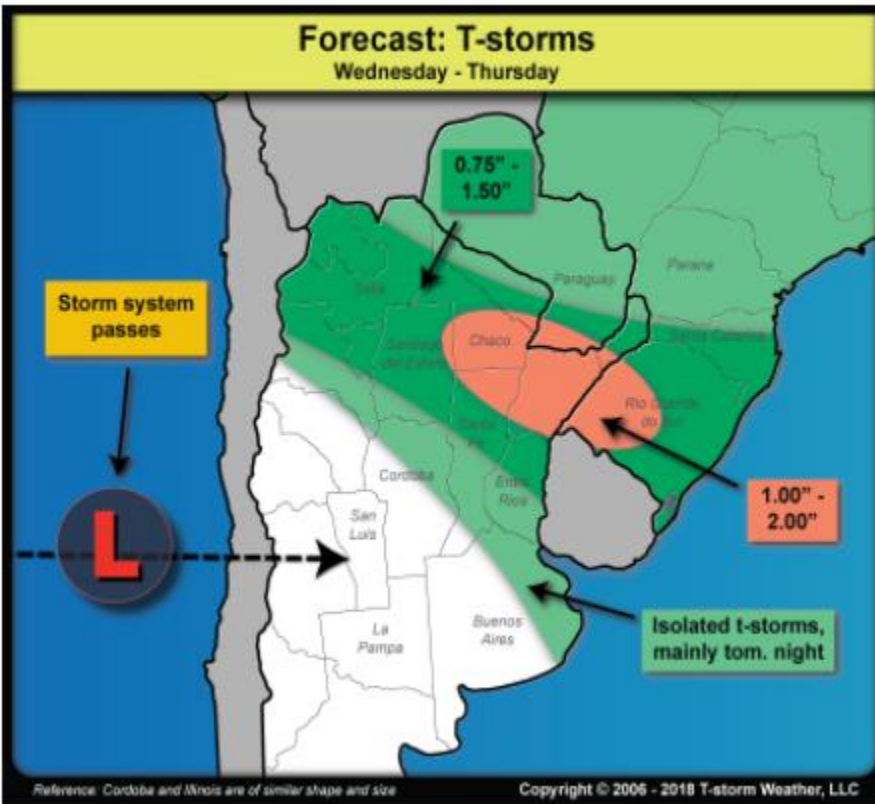 Forecast: T-storms
Wednesday - Thursday
0.75" -
1.50"
Storm system
passes
Salta
Paraguay
Parana
Santiago
del Estero
Chaco
Santa Catarina
Rio Grande
do Sul
Santa
Fe
Cordoba
Entre
Rios
1.00" -
2.00"
San
Luis
L
La
Pampa
Buenos
Aires
Isolated t-storms,
mainly tom. night
Reference: Cordoba and Illinois are of similar shape and size
Copyright © 2006 - 2018 T-storm Weather, LLC